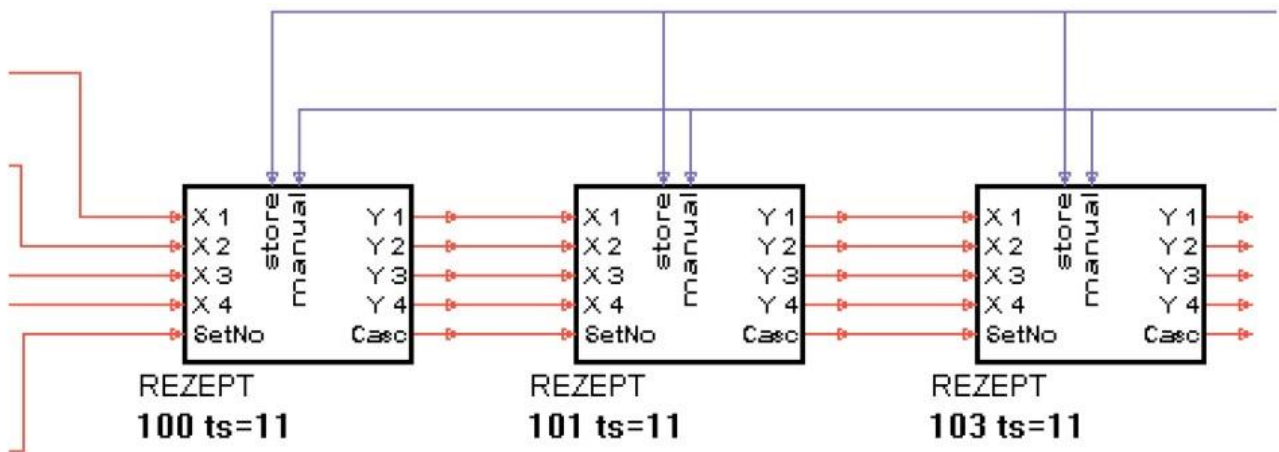 store manual
X 1 Y 1
X 2 Y 2
X 3 Y 3
X 4 Y 4
SetNo Casc
REZEPT
100 ts=11
store manual
X 1 Y 1
X 2 Y 2
X 3 Y 3
X 4 Y 4
SetNo Casc
REZEPT
101 ts=11
store manual
X 1 Y 1
X 2 Y 2
X 3 Y 3
X 4 Y 4
SetNo Casc
REZEPT
103 ts=11